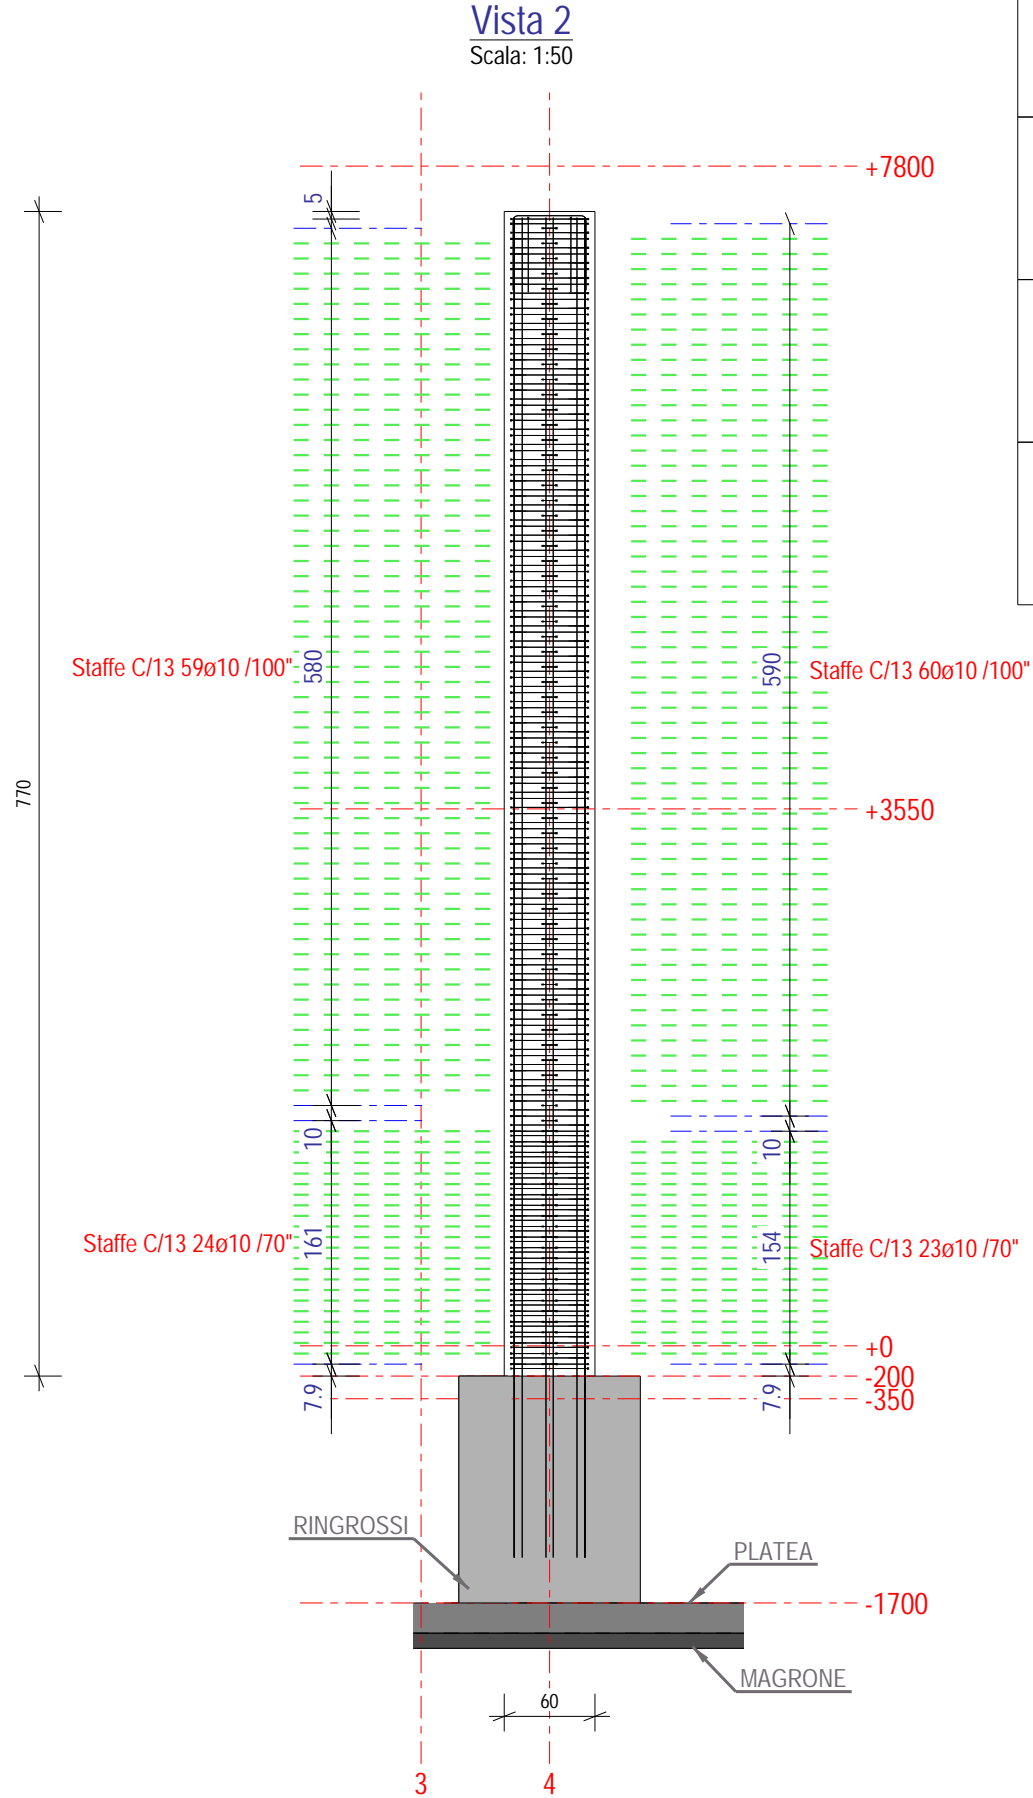 Vista 2
Scala: 1:50
+7800
5
770
Staffe C/13 59ø10 /100"
580
590
Staffe C/13 60ø10 /100"
+3550
10
10
Staffe C/13 24ø10 /70"
161
154
Staffe C/13 23ø10 /70"
+0
-200
-350
7.9
7.9
RINGROSSI
PLATEA
-1700
MAGRONE
60
3
4